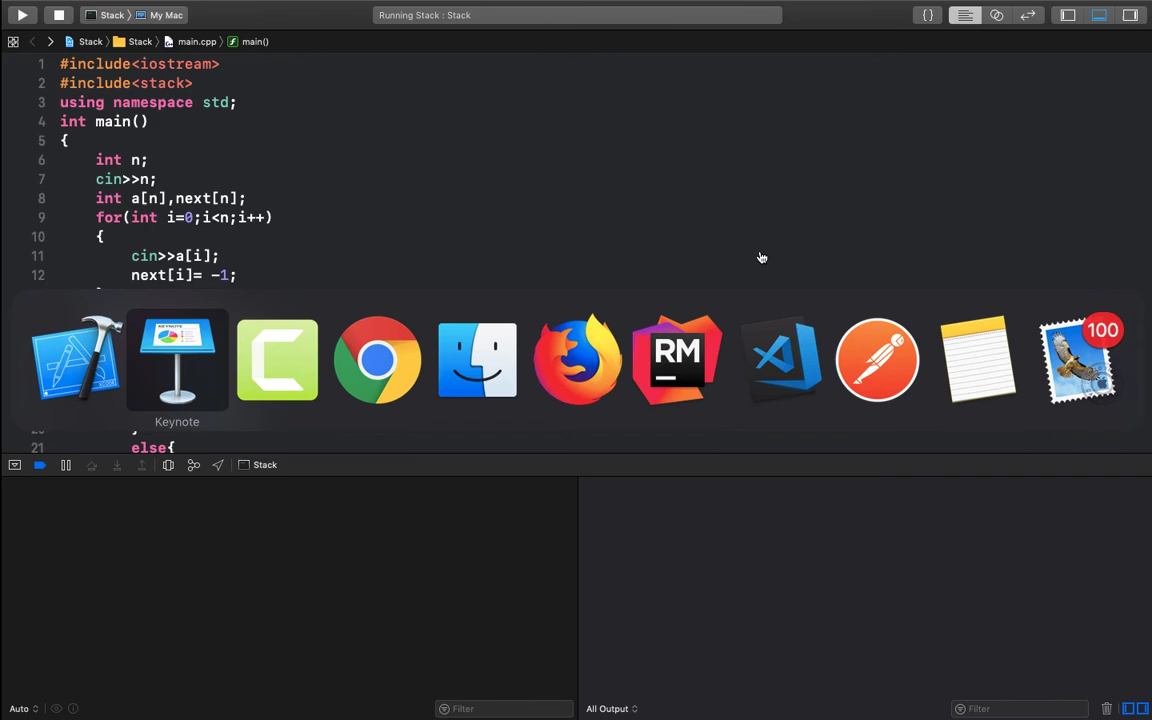 Stack 〉 My Mac
Running Stack : Stack
{ }
Stack 〉 Stack 〉 main.cpp 〉 f main()
1 #include<iostream>
2 #include<stack>
3 using namespace std;
4 int main()
5 {
6 int n;
7 cin>>n;
8 int a[n],next[n];
9 for(int i=0;i<n;i++)
10 {
11 cin>>a[i];
12 next[i]= -1;
RM
100
Keynote
21 else{
Stack
Auto
Filter
All Output
Filter